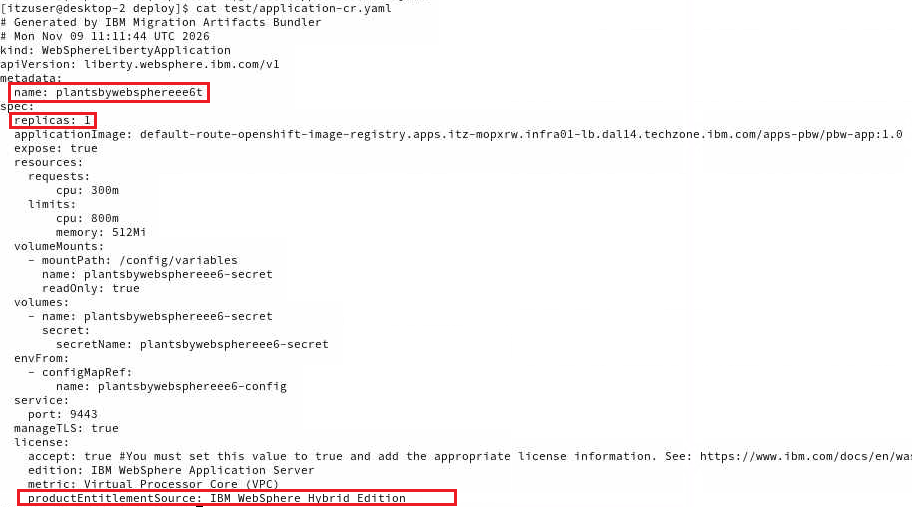 [itzuser@desktop-2 deploy]$ cat test/application-cr.yaml
# Generated by IBM Migration Artifacts Bundler
# Mon Nov 09 11:11:44 UTC 2026
kind: WebSphereLibertyApplication
apiVersion: liberty.websphere.ibm.com/v1
metadata:
  name: plantsbywebsphereee6t
spec:
  replicas: 1
  applicationImage: default-route-openshift-image-registry.apps.itz-mopxrw.infra01-lb.dal14.techzone.ibm.com/apps-pbw/pbw-app:1.0
  expose: true
  resources:
    requests:
        cpu: 300m
    limits:
        cpu: 800m
        memory: 512Mi
  volumeMounts:
    - mountPath: /config/variables
      name: plantsbywebsphereee6-secret
      readOnly: true
  volumes:
    - name: plantsbywebsphereee6-secret
      secret:
        secretName: plantsbywebsphereee6-secret
  envFrom:
    - configMapRef:
        name: plantsbywebsphereee6-config
  service:
    port: 9443
  manageTLS: true
  license:
    accept: true #You must set this value to true and add the appropriate license information. See: https://www.ibm.com/docs/en/was
    edition: IBM WebSphere Application Server
    metric: Virtual Processor Core (VPC)
    productEntitlementSource: IBM WebSphere Hybrid Edition